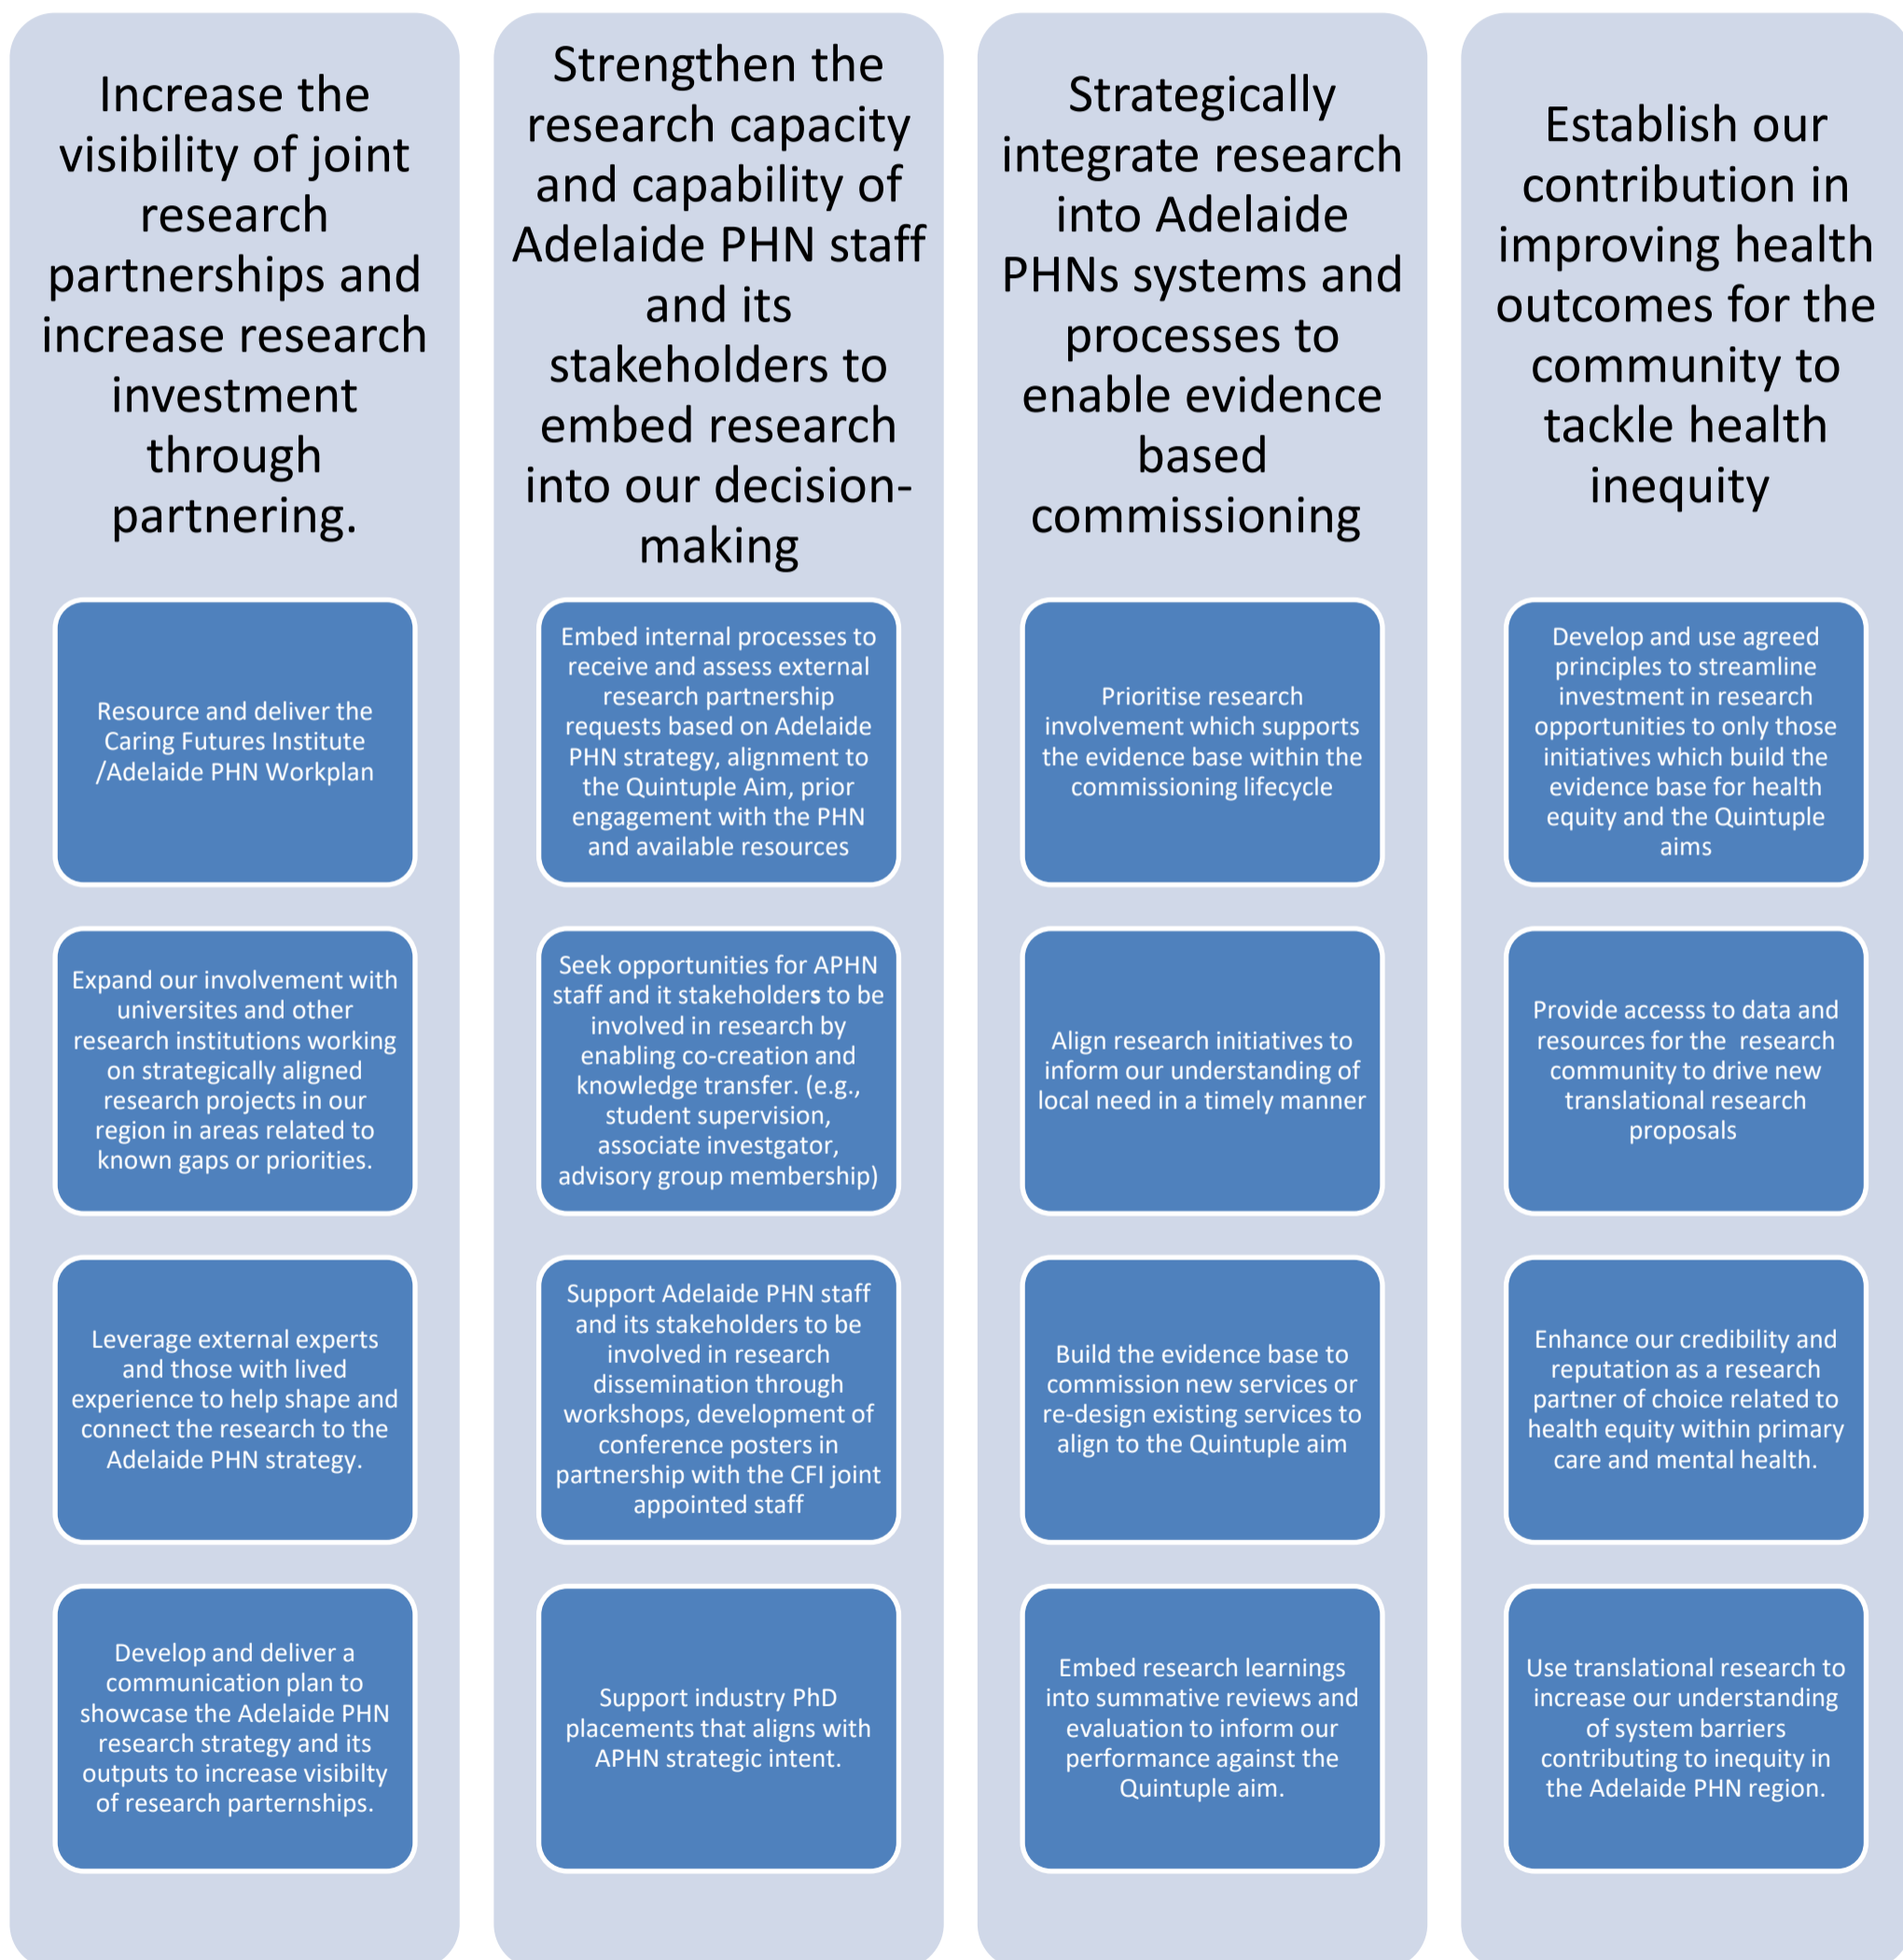 Increase the
visibility of joint
research
partnerships and
increase research
investment
through
partnering.
Resource and deliver the
Caring Futures Institute
/Adelaide PHN Workplan
Expand our involvement with
universites and other
research institutions working
on strategically aligned
research projects in our
region in areas related to
known gaps or priorities.
Leverage external experts
and those with lived
experience to help shape and
connect the research to the
Adelaide PHN strategy.
Develop and deliver a
communication plan to
showcase the Adelaide PHN
research strategy and its
outputs to increase visibilty
of research parternships.
Strengthen the
research capacity
and capability of
Adelaide PHN staff
and its
stakeholders to
embed research
into our decision-
making
Embed internal processes to
receive and assess external
research partnership
requests based on Adelaide
PHN strategy, alignment to
the Quintuple Aim, prior
engagement with the PHN
and available resources
Seek opportunities for APHN
staff and it stakeholders to be
involved in research by
enabling co-creation and
knowledge transfer. (e.g.,
student supervision,
associate investgator,
advisory group membership)
Support Adelaide PHN staff
and its stakeholders to be
involved in research
dissemination through
workshops, development of
conference posters in
partnership with the CFI joint
appointed staff
Support industry PhD
placements that aligns with
APHN strategic intent.
Strategically
integrate research
into Adelaide
PHNs systems and
processes to
enable evidence
based
commissioning
Prioritise research
involvement which supports
the evidence base within the
commissioning lifecycle
Align research initiatives to
inform our understanding of
local need in a timely manner
Build the evidence base to
commission new services or
re-design existing services to
align to the Quintuple aim
Embed research learnings
into summative reviews and
evaluation to inform our
performance against the
Quintuple aim.
Establish our
contribution in
improving health
outcomes for the
community to
tackle health
inequity
Develop and use agreed
principles to streamline
investment in research
opportunities to only those
initiatives which build the
evidence base for health
equity and the Quintuple
aims
Provide accesss to data and
resources for the research
community to drive new
translational research
proposals
Enhance our credibility and
reputation as a research
partner of choice related to
health equity within primary
care and mental health.
Use translational research to
increase our understanding
of system barriers
contributing to inequity in
the Adelaide PHN region.